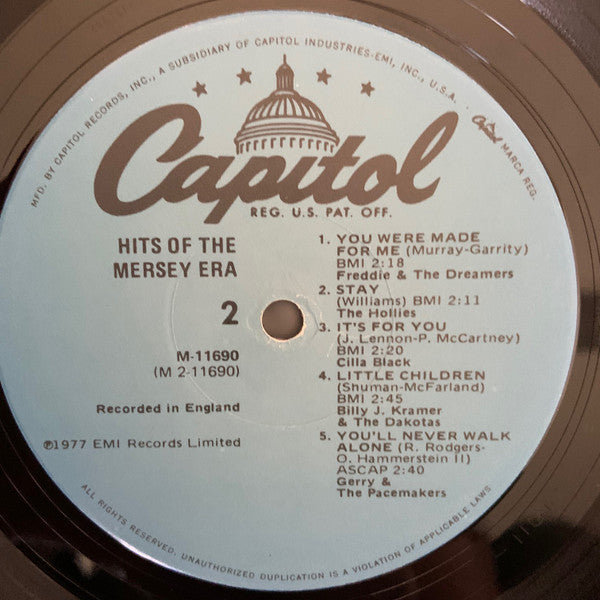 MFD. BY CAPITOL RECORDS, INC., A SUBSIDIARY OF CAPITOL INDUSTRIES-EMI, INC., U.S.A. • Capitol MARCA REG.
Capitol
REG. U.S. PAT. OFF.
HITS OF THE
MERSEY ERA
2
M-11690
(M 2-11690)
Recorded in England
℗1977 EMI Records Limited
1. YOU WERE MADE
FOR ME (Murray-Garrity)
BMI 2:18
Freddie & The Dreamers
2. STAY
(Williams) BMI 2:11
The Hollies
3. IT'S FOR YOU
(J. Lennon-P. McCartney)
BMI 2:20
Cilla Black
4. LITTLE CHILDREN
(Shuman-McFarland)
BMI 2:45
Billy J. Kramer
& The Dakotas
5. YOU'LL NEVER WALK
ALONE (R. Rodgers-
O. Hammerstein II)
ASCAP 2:40
Gerry &
The Pacemakers
ALL RIGHTS RESERVED. UNAUTHORIZED DUPLICATION IS A VIOLATION OF APPLICABLE LAWS